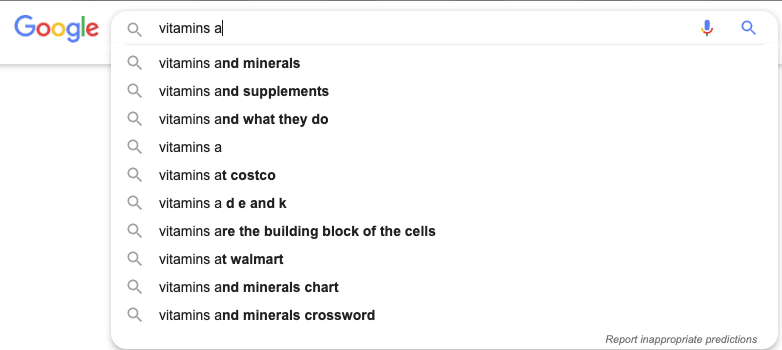 Google
vitamins a
vitamins and minerals
vitamins and supplements
vitamins and what they do
vitamins a
vitamins at costco
vitamins a d e and k
vitamins are the building block of the cells
vitamins at walmart
vitamins and minerals chart
vitamins and minerals crossword
Report inappropriate predictions